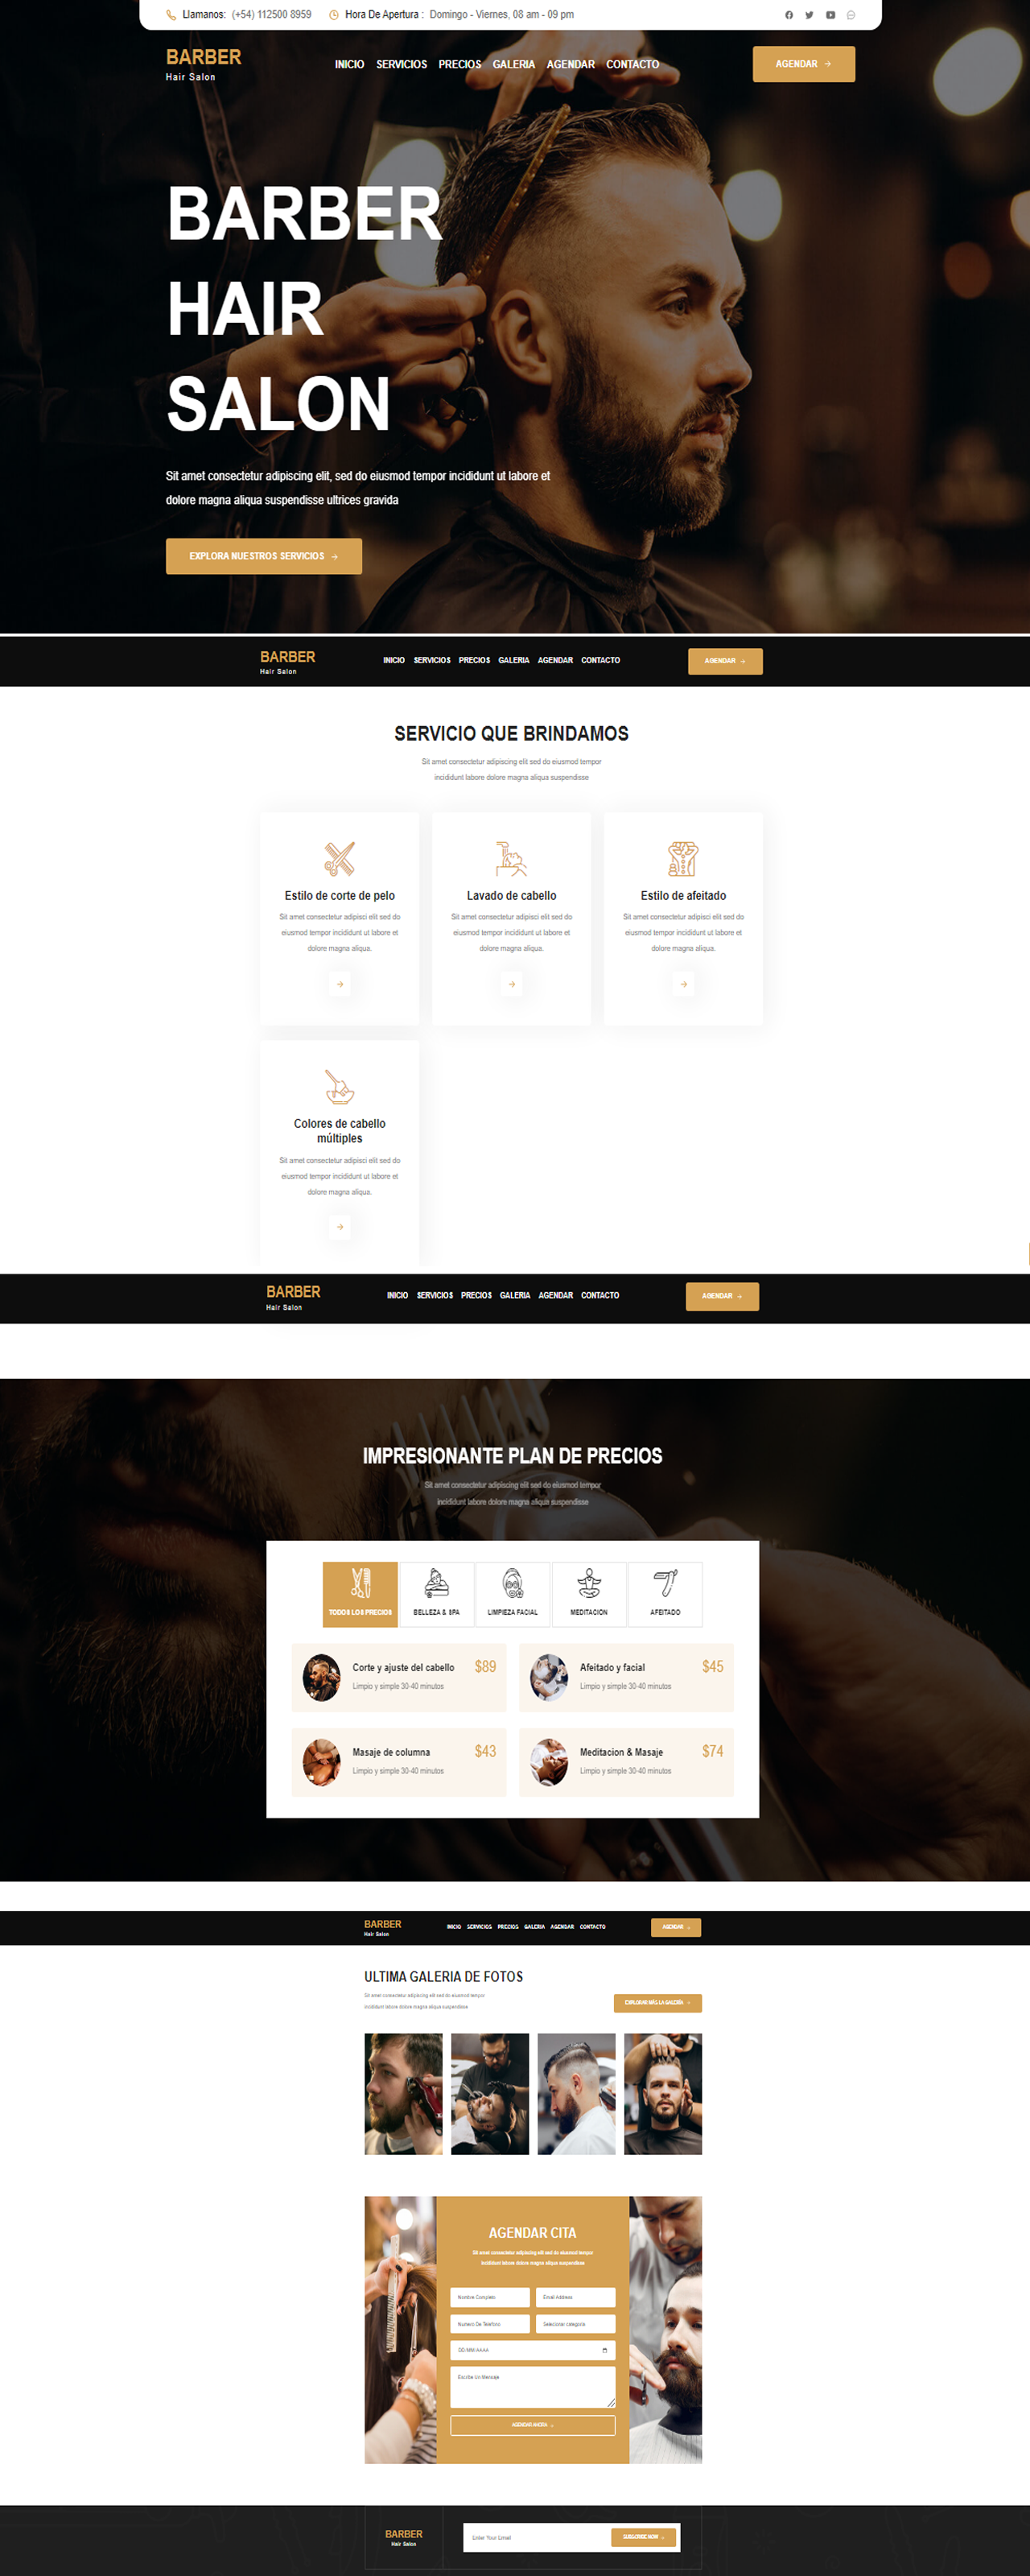 Llamanos: (+54) 112500 8959 Hora De Apertura : Domingo - Viernes, 08 am - 09 pm
BARBER
Hair Salon
INICIO SERVICIOS PRECIOS GALERIA AGENDAR CONTACTO
AGENDAR →
BARBER
HAIR
SALON
Sit amet consectetur adipiscing elit, sed do eiusmod tempor incididunt ut labore et
dolore magna aliqua suspendisse ultrices gravida
EXPLORA NUESTROS SERVICIOS →
BARBER
Hair Salon
INICIO SERVICIOS PRECIOS GALERIA AGENDAR CONTACTO
AGENDAR →
SERVICIO QUE BRINDAMOS
Sit amet consectetur adipiscing elit sed do eiusmod tempor
incididunt labore dolore magna aliqua suspendisse
Estilo de corte de pelo
Sit amet consectetur adipisci elit sed do
eiusmod tempor incididunt ut labore et
dolore magna aliqua.
→
Lavado de cabello
Sit amet consectetur adipisci elit sed do
eiusmod tempor incididunt ut labore et
dolore magna aliqua.
→
Estilo de afeitado
Sit amet consectetur adipisci elit sed do
eiusmod tempor incididunt ut labore et
dolore magna aliqua.
→
Colores de cabello
múltiples
Sit amet consectetur adipisci elit sed do
eiusmod tempor incididunt ut labore et
dolore magna aliqua.
→
BARBER
Hair Salon
INICIO SERVICIOS PRECIOS GALERIA AGENDAR CONTACTO
AGENDAR →
IMPRESIONANTE PLAN DE PRECIOS
Sit amet consectetur adipiscing elit sed do eiusmod tempor
incididunt labore dolore magna aliqua suspendisse
TODOS LOS PRECIOS
BELLEZA & SPA
LIMPIEZA FACIAL
MEDITACION
AFEITADO
Corte y ajuste del cabello $89
Limpio y simple 30-40 minutos
Afeitado y facial $45
Limpio y simple 30-40 minutos
Masaje de columna $43
Limpio y simple 30-40 minutos
Meditacion & Masaje $74
Limpio y simple 30-40 minutos
BARBER
Hair Salon
INICIO SERVICIOS PRECIOS GALERIA AGENDAR CONTACTO
AGENDAR
ULTIMA GALERIA DE FOTOS
Sit amet consectetur adipiscing elit sed do eiusmod tempor
incididunt labore dolore magna aliqua suspendisse
EXPLORAR MÁS LA GALERÍA
AGENDAR CITA
Sit amet consectetur adipiscing elit sed do eiusmod tempor
incididunt labore dolore magna aliqua suspendisse
Nombre Completo
Email Address
Numero De Telefono
Selecionar categoria
DD/MM/AAAA
Escribe Un Mensaje
AGENDAR AHORA
BARBER
Hair Salon
Enter Your Email
SUBSCRIBE NOW